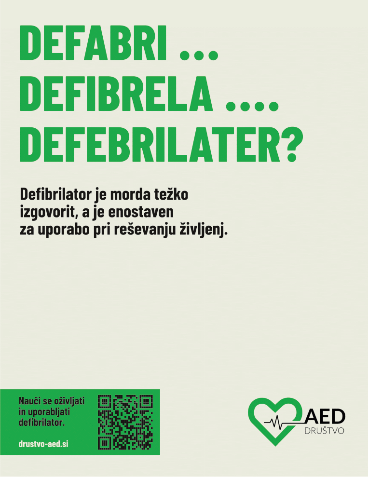 DEFABRI ...
DEFIBRELA ....
DEFEBRILATER?
Defibrilator je morda težko
izgovorit, a je enostaven
za uporabo pri reševanju življenj.
Nauči se oživljati
in uporabljati
defibrilator.
drustvo-aed.si
AED
DRUŠTVO